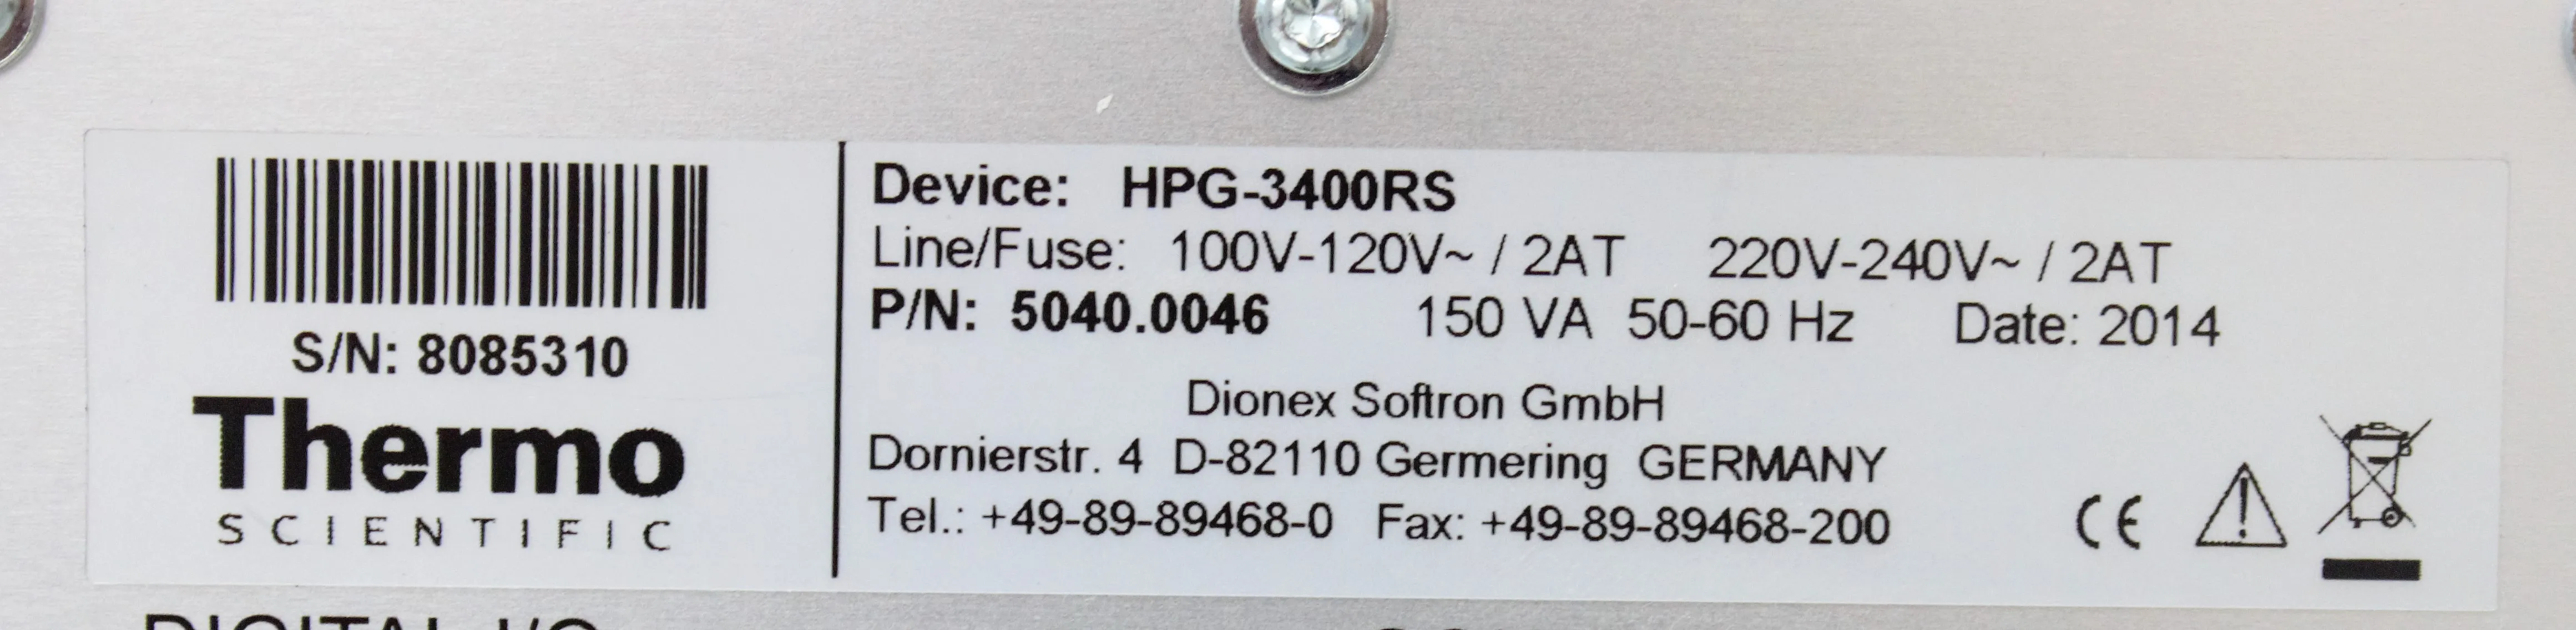 S/N: 8085310
Thermo
SCIENTIFIC
Device: HPG-3400RS
Line/Fuse: 100V-120V~ / 2AT 220V-240V~ / 2AT
P/N: 5040.0046 150 VA 50-60 Hz Date: 2014
Dionex Softron GmbH
Dornierstr. 4 D-82110 Germering GERMANY
Tel.: +49-89-89468-0 Fax: +49-89-89468-200
CE
DIGITAL I/O